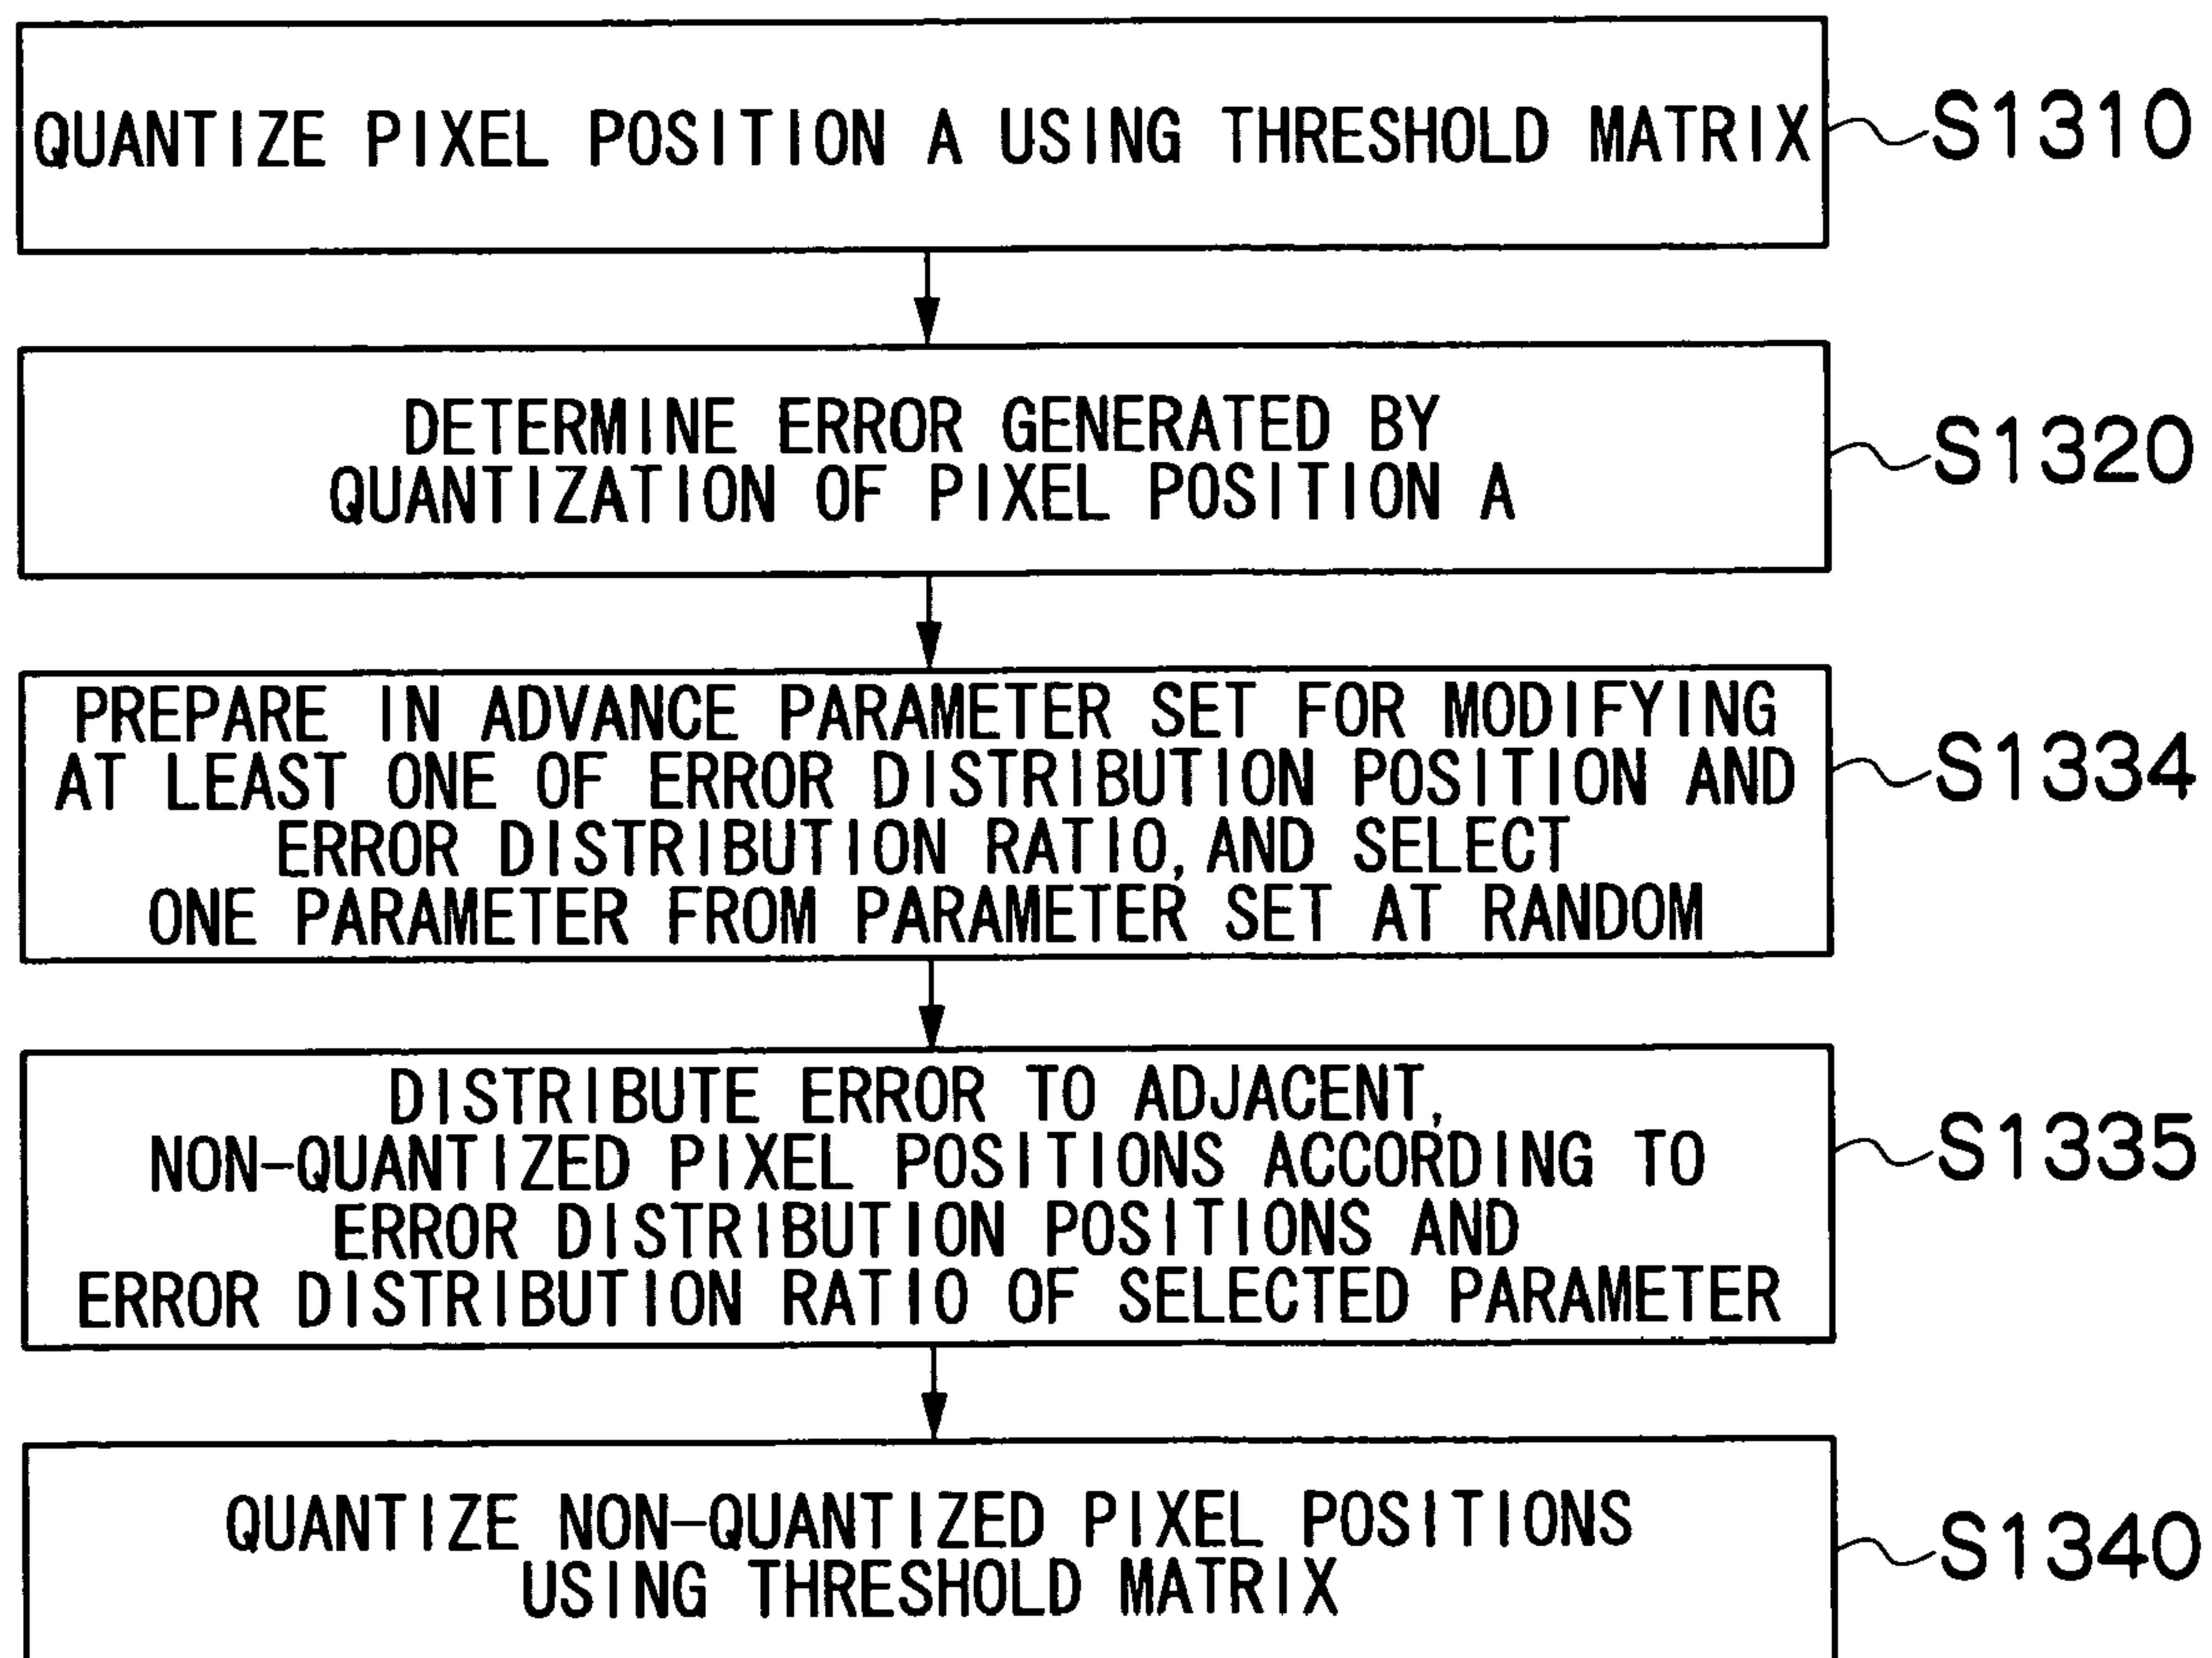 QUANTIZE PIXEL POSITION A USING THRESHOLD MATRIX
S1310
DETERMINE ERROR GENERATED BY
QUANTIZATION OF PIXEL POSITION A
S1320
PREPARE IN ADVANCE PARAMETER SET FOR MODIFYING
AT LEAST ONE OF ERROR DISTRIBUTION POSITION AND
ERROR DISTRIBUTION RATIO, AND SELECT
ONE PARAMETER FROM PARAMETER SET AT RANDOM
S1334
DISTRIBUTE ERROR TO ADJACENT,
NON-QUANTIZED PIXEL POSITIONS ACCORDING TO
ERROR DISTRIBUTION POSITIONS AND
ERROR DISTRIBUTION RATIO OF SELECTED PARAMETER
S1335
QUANTIZE NON-QUANTIZED PIXEL POSITIONS
USING THRESHOLD MATRIX
S1340